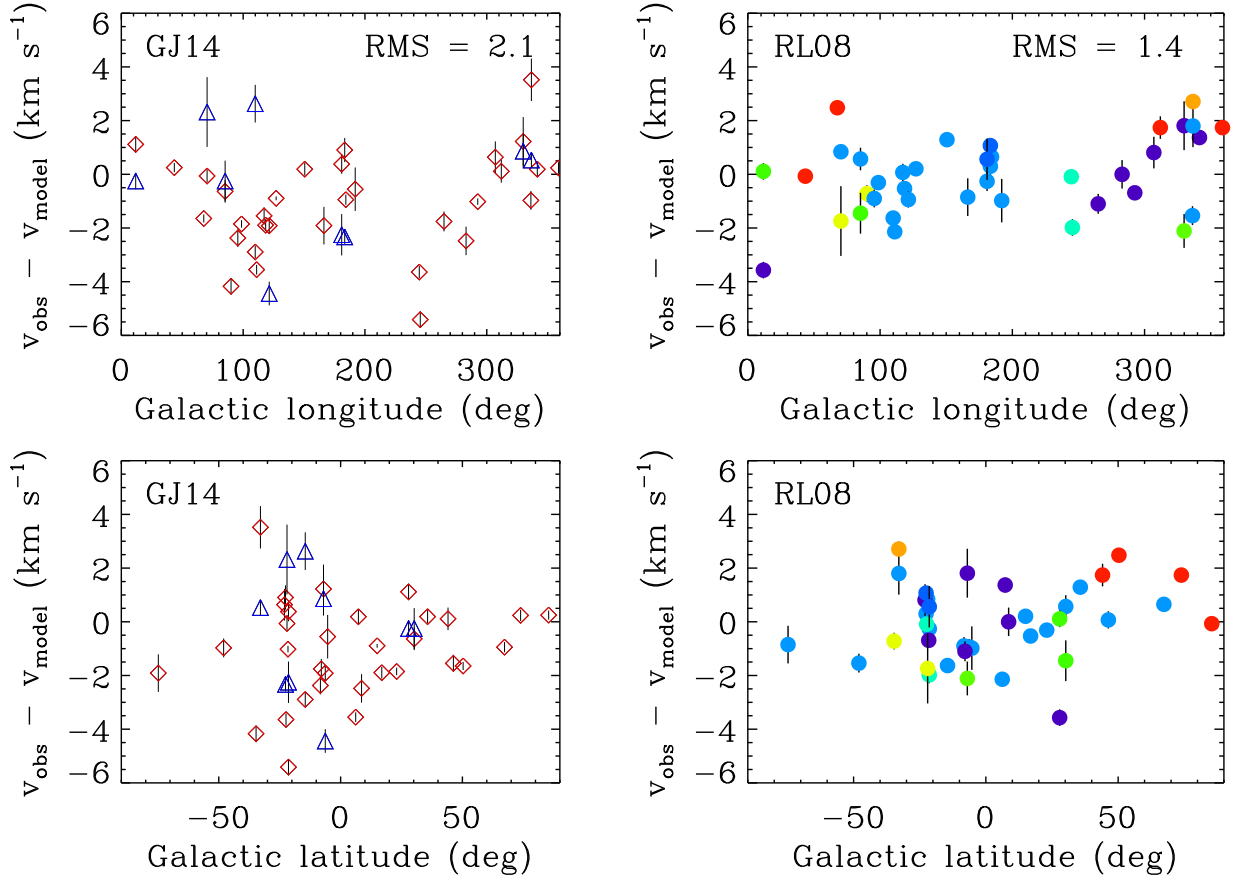 GJ14 RMS = 2.1
v_obs − v_model (km s⁻¹)
6
4
2
0
−2
−4
−6
0 100 200 300
Galactic longitude (deg)
RL08 RMS = 1.4
v_obs − v_model (km s⁻¹)
6
4
2
0
−2
−4
−6
0 100 200 300
Galactic longitude (deg)
GJ14
v_obs − v_model (km s⁻¹)
6
4
2
0
−2
−4
−6
−50 0 50
Galactic latitude (deg)
RL08
v_obs − v_model (km s⁻¹)
6
4
2
0
−2
−4
−6
−50 0 50
Galactic latitude (deg)